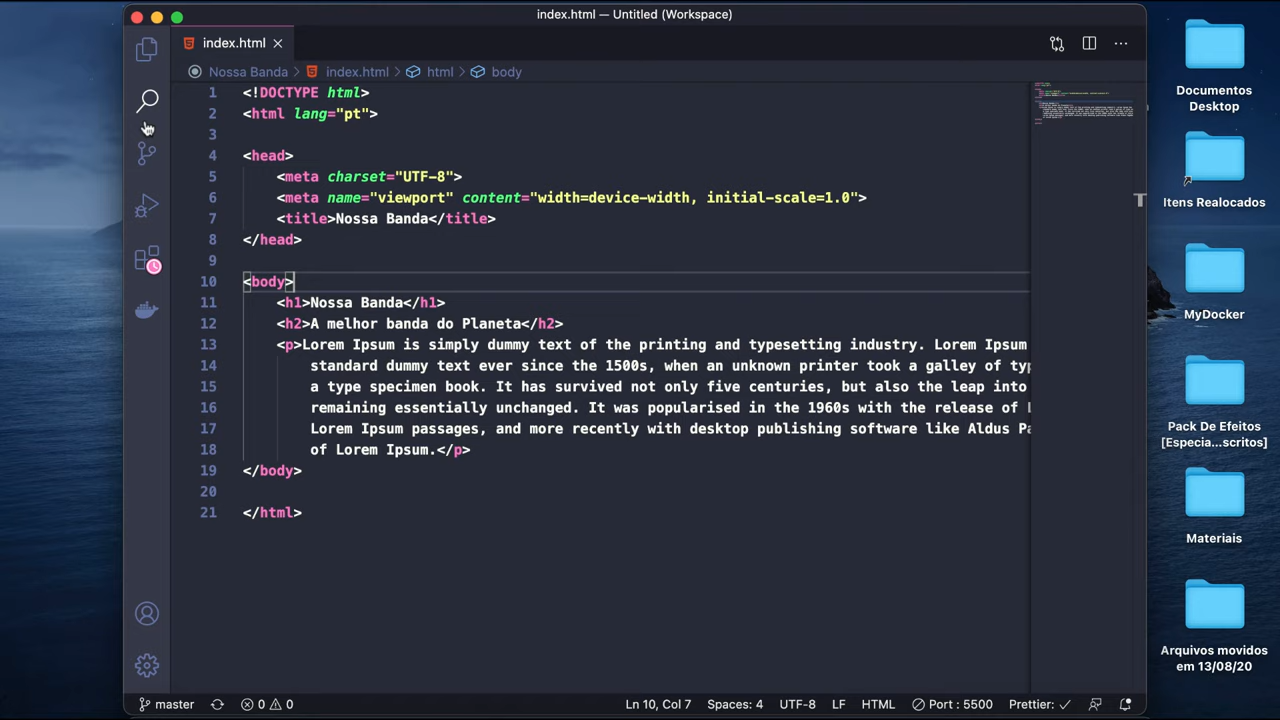 index.html — Untitled (Workspace)
index.html
Nossa Banda > index.html > html > body
1 <!DOCTYPE html>
2 <html lang="pt">
3
4 <head>
5 <meta charset="UTF-8">
6 <meta name="viewport" content="width=device-width, initial-scale=1.0">
7 <title>Nossa Banda</title>
8 </head>
9
10 <body>
11 <h1>Nossa Banda</h1>
12 <h2>A melhor banda do Planeta</h2>
13 <p>Lorem Ipsum is simply dummy text of the printing and typesetting industry. Lorem Ipsum
14 standard dummy text ever since the 1500s, when an unknown printer took a galley of typ
15 a type specimen book. It has survived not only five centuries, but also the leap into
16 remaining essentially unchanged. It was popularised in the 1960s with the release of
17 Lorem Ipsum passages, and more recently with desktop publishing software like Aldus Pa
18 of Lorem Ipsum.</p>
19 </body>
20
21 </html>
master 0 0 Ln 10, Col 7 Spaces: 4 UTF-8 LF HTML Port : 5500 Prettier: ✓
Documentos
Desktop
Itens Realocados
MyDocker
Pack De Efeitos
[Especia...scritos]
Materiais
Arquivos movidos
em 13/08/20